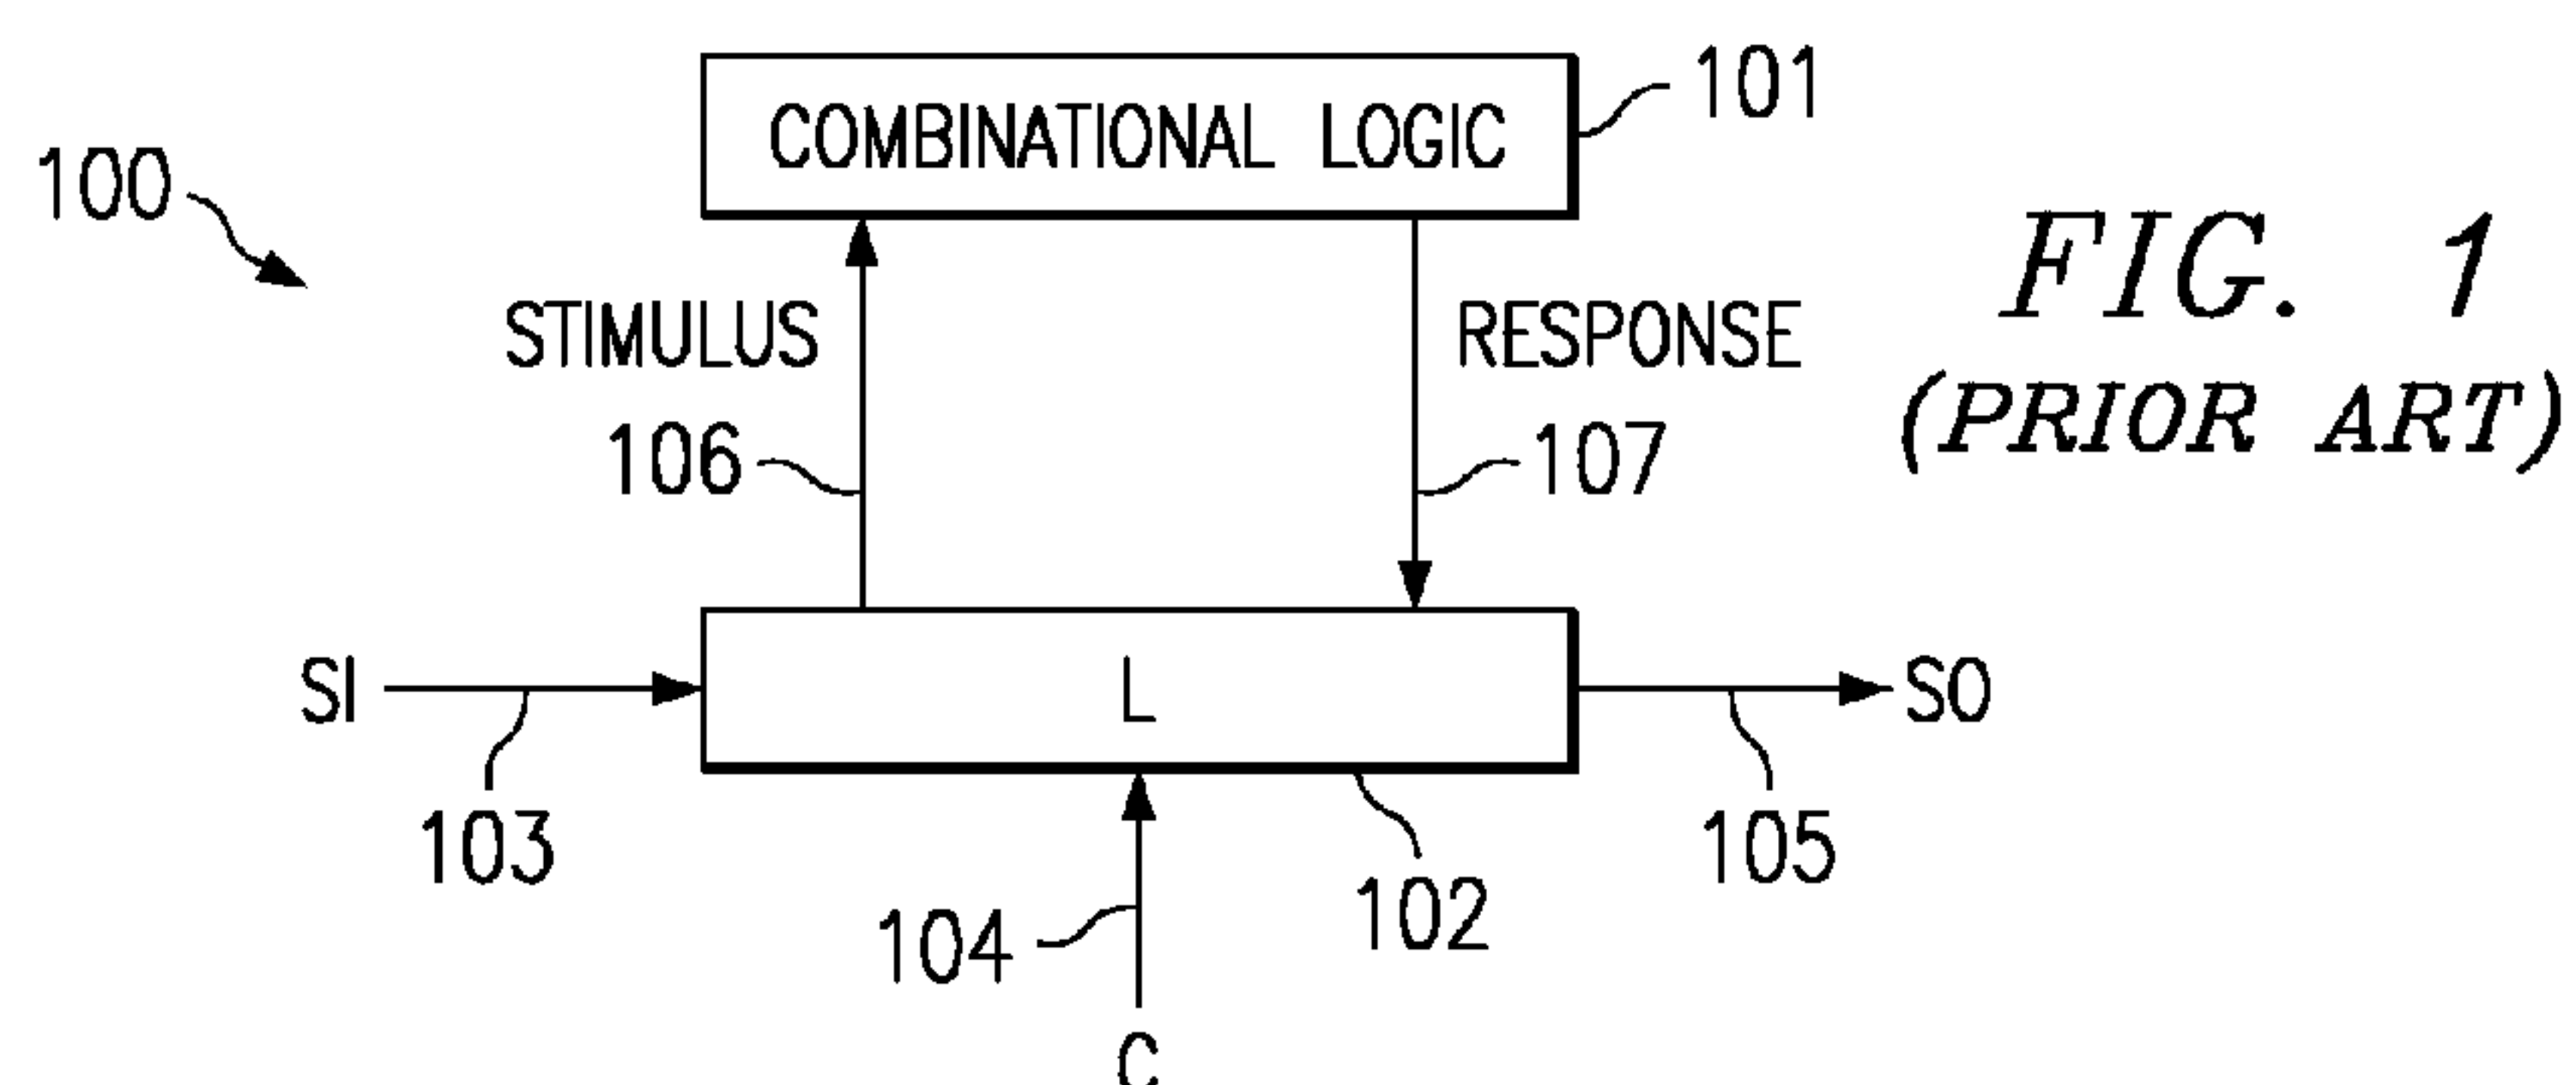 COMBINATIONAL LOGIC
101
100
FIG. 1
(PRIOR ART)
STIMULUS
RESPONSE
106
107
SI
L
SO
103
105
102
104
C